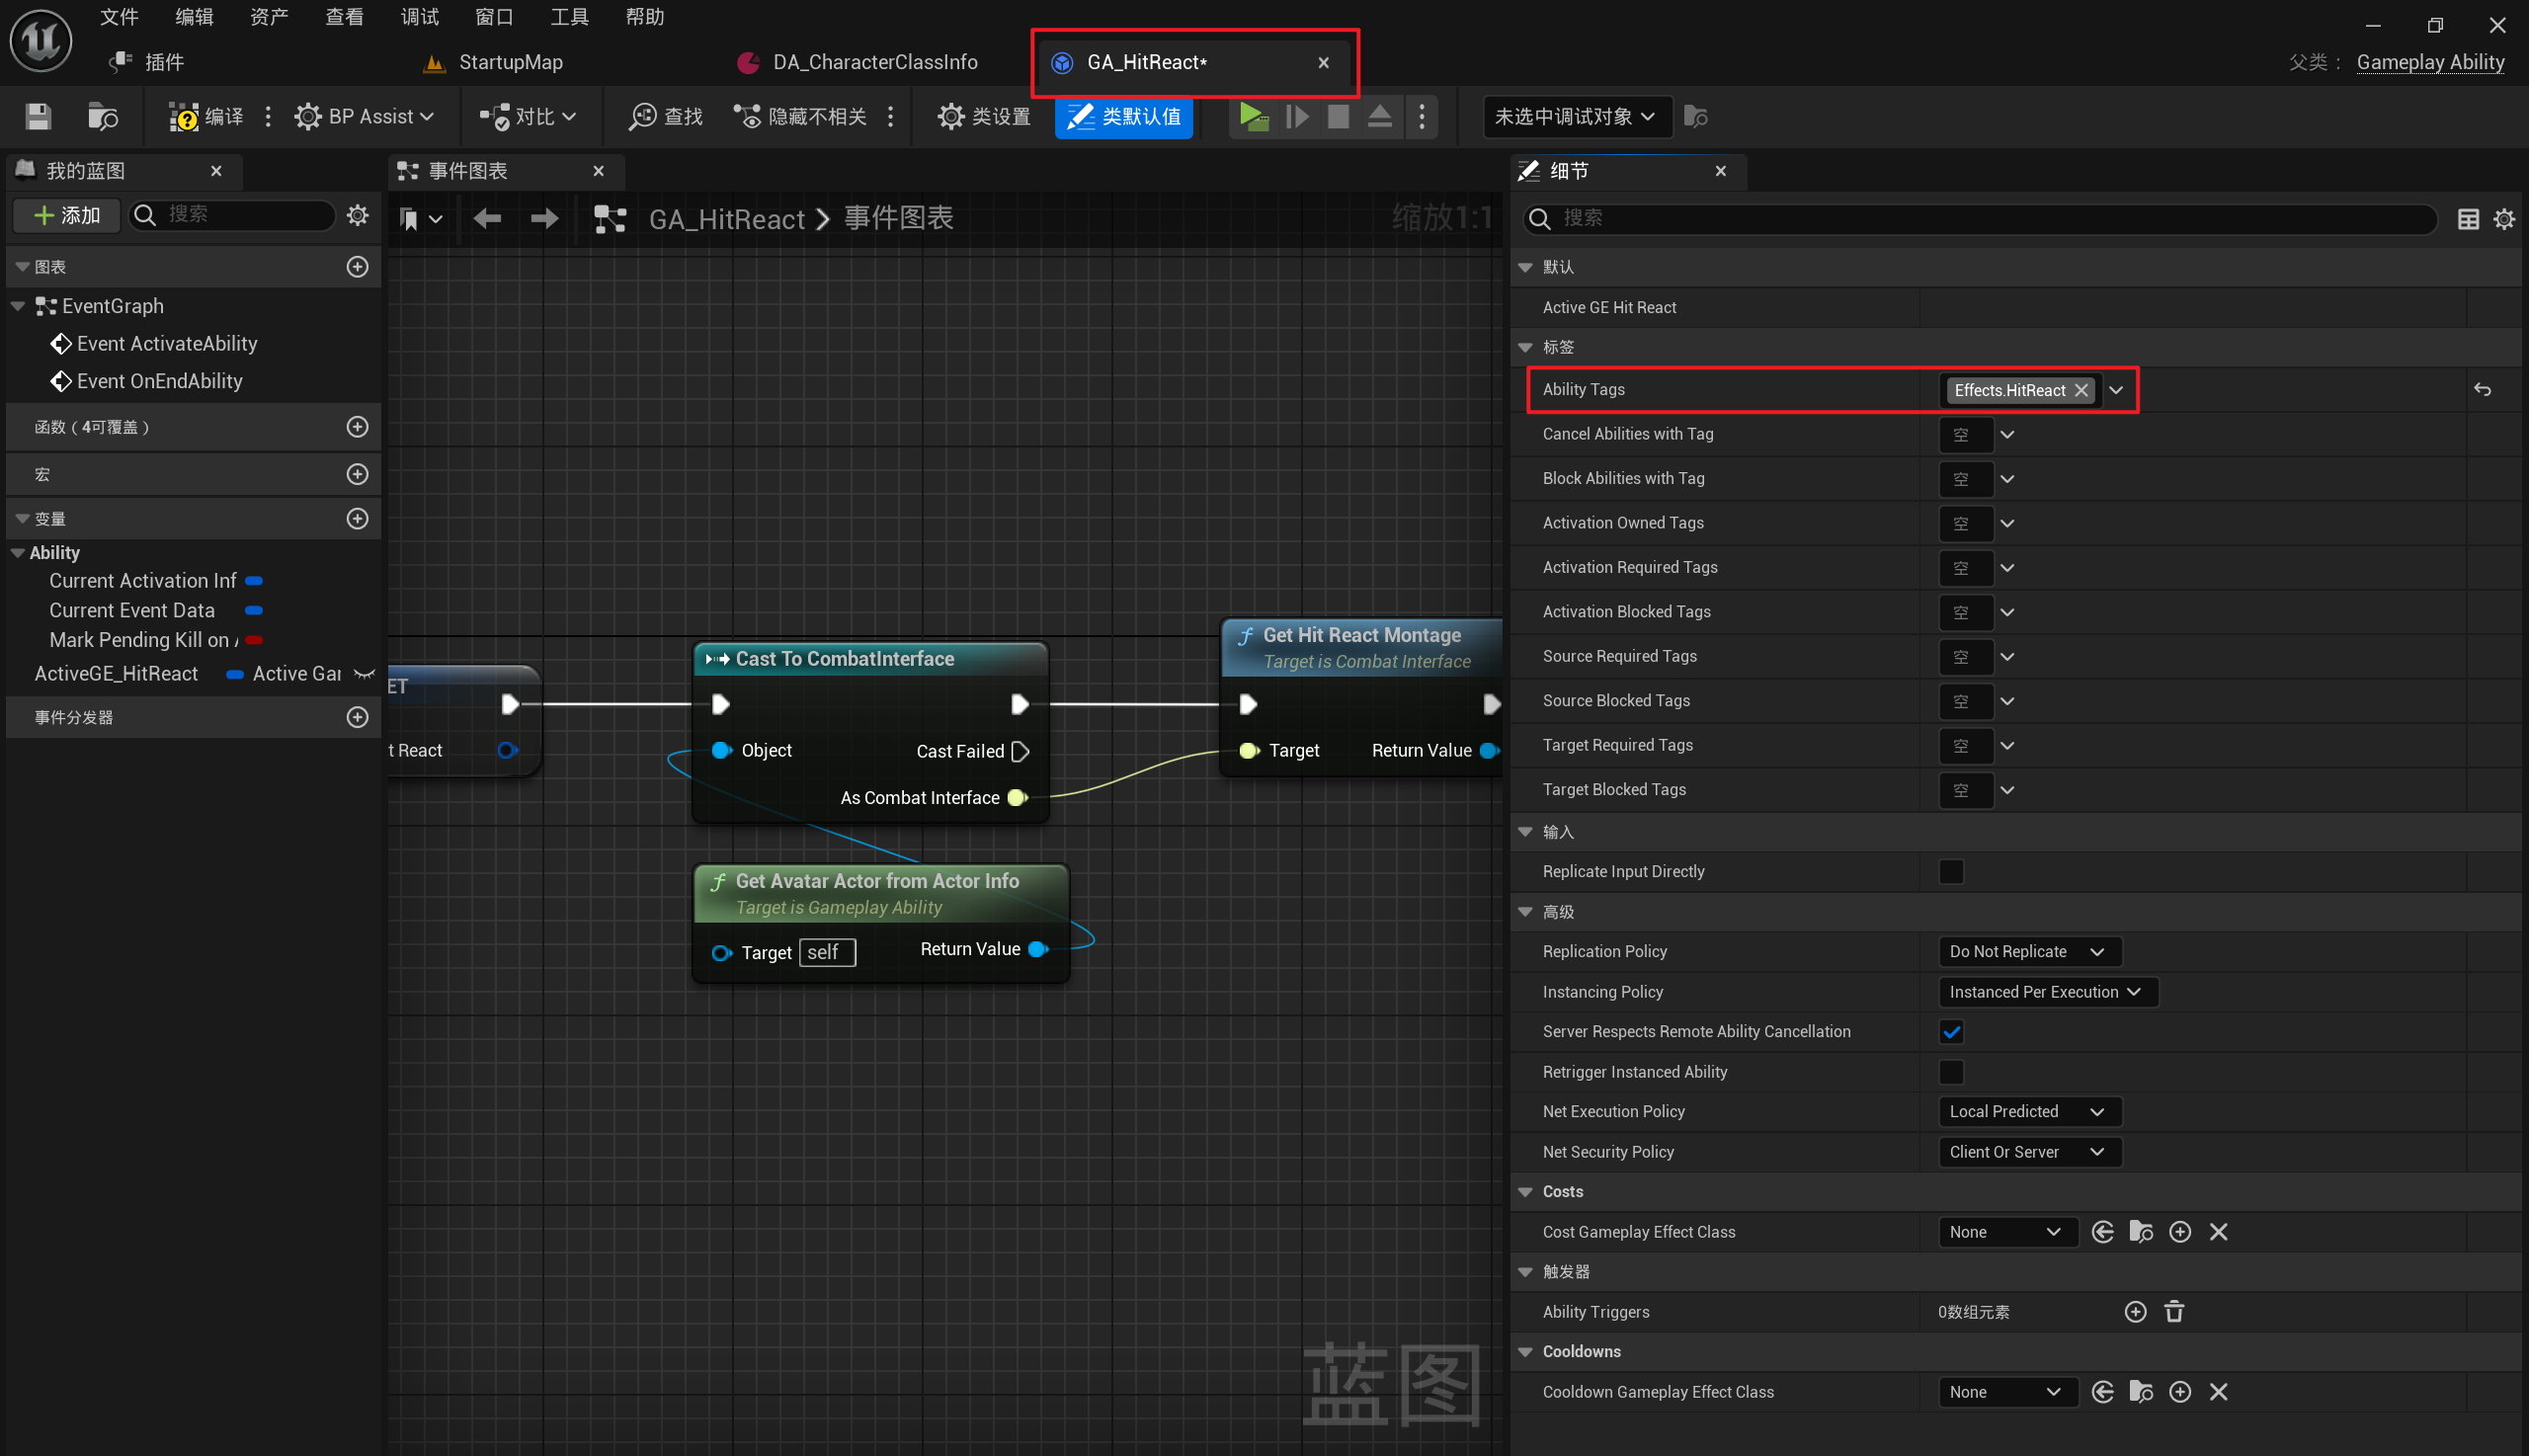 文件 编辑 资产 查看 调试 窗口 工具 帮助
插件 StartupMap DA_CharacterClassInfo GA_HitReact* 父类： Gameplay Ability
编译 BP Assist 对比 查找 隐藏不相关 类设置 类默认值 未选中调试对象
我的蓝图
添加 搜索
图表
EventGraph
Event ActivateAbility
Event OnEndAbility
函数（4可覆盖）
宏
变量
Ability
Current Activation Inf
Current Event Data
Mark Pending Kill on
ActiveGE_HitReact Active Gar
事件分发器
事件图表
GA_HitReact 事件图表 缩放1:1
ET
t React
Cast To CombatInterface
Object Cast Failed
As Combat Interface
Get Hit React Montage
Target is Combat Interface
Target Return Value
Get Avatar Actor from Actor Info
Target is Gameplay Ability
Target self Return Value
蓝图
细节
搜索
默认
Active GE Hit React
标签
Ability Tags Effects.HitReact
Cancel Abilities with Tag 空
Block Abilities with Tag 空
Activation Owned Tags 空
Activation Required Tags 空
Activation Blocked Tags 空
Source Required Tags 空
Source Blocked Tags 空
Target Required Tags 空
Target Blocked Tags 空
输入
Replicate Input Directly
高级
Replication Policy Do Not Replicate
Instancing Policy Instanced Per Execution
Server Respects Remote Ability Cancellation
Retrigger Instanced Ability
Net Execution Policy Local Predicted
Net Security Policy Client Or Server
Costs
Cost Gameplay Effect Class None
触发器
Ability Triggers 0数组元素
Cooldowns
Cooldown Gameplay Effect Class None